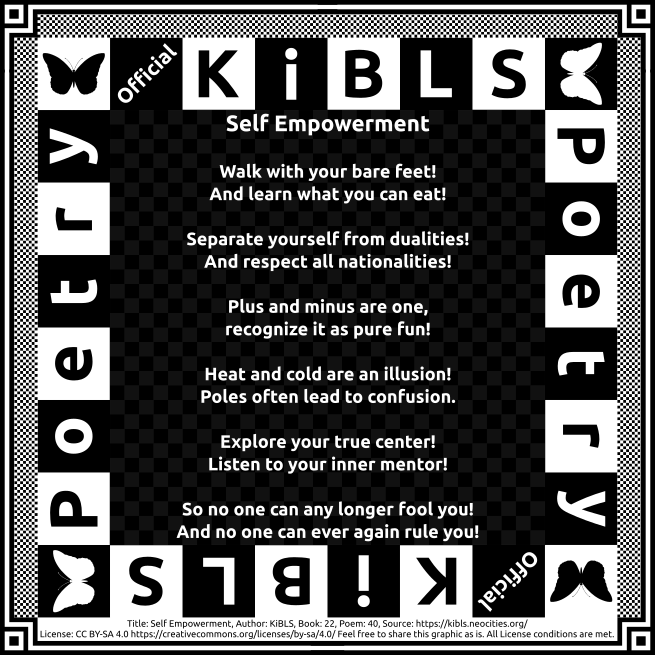 Official
KiBLS
Poetry
Poetry
Self Empowerment
Walk with your bare feet!
And learn what you can eat!
Separate yourself from dualities!
And respect all nationalities!
Plus and minus are one,
recognize it as pure fun!
Heat and cold are an illusion!
Poles often lead to confusion.
Explore your true center!
Listen to your inner mentor!
So no one can any longer fool you!
And no one can ever again rule you!
Official
KiBLS
Title: Self Empowerment, Author: KiBLS, Book: 22, Poem: 40, Source: https://kibls.neocities.org/
License: CC BY-SA 4.0 https://creativecommons.org/licenses/by-sa/4.0/ Feel free to share this graphic as is. All License conditions are met.